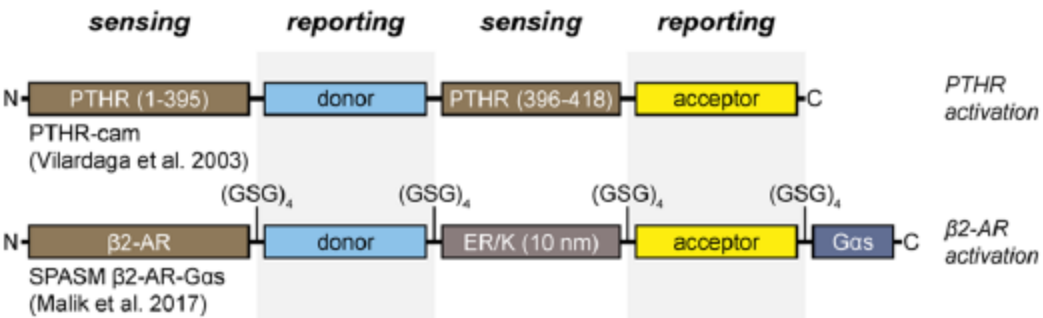 sensing reporting sensing reporting
N PTHR (1-395) donor PTHR (396-418) acceptor C PTHR
activation
PTHR-cam
(Vilardaga et al. 2003)
(GSG)₄ (GSG)₄ (GSG)₄ (GSG)₄
N β2-AR donor ER/K (10 nm) acceptor Gαs C β2-AR
activation
SPASM β2-AR-Gαs
(Malik et al. 2017)